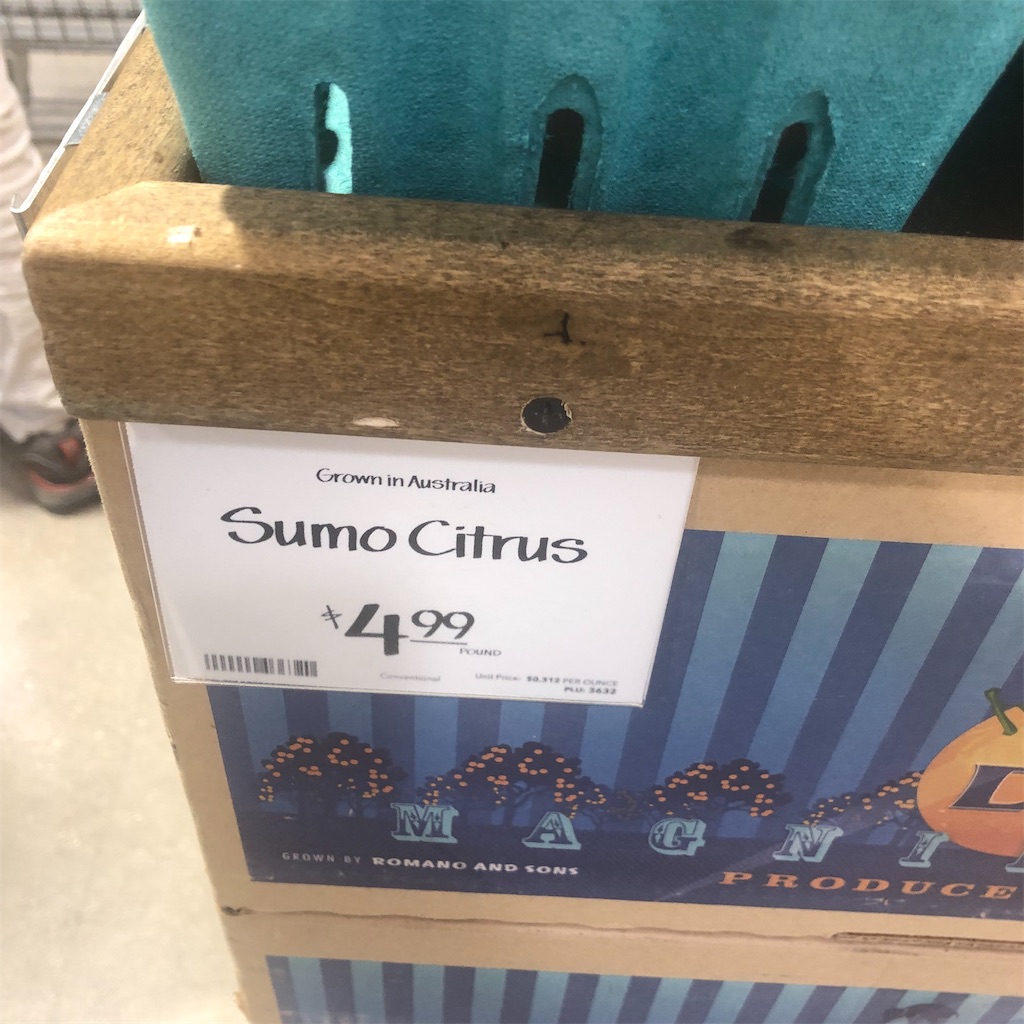 Grown in Australia
Sumo Citrus
$4.99
POUND
Conventional
Unit Price: $0.312 PER OUNCE
PLU: 3632
MAGNI
GROWN BY ROMANO AND SONS
PRODUCE